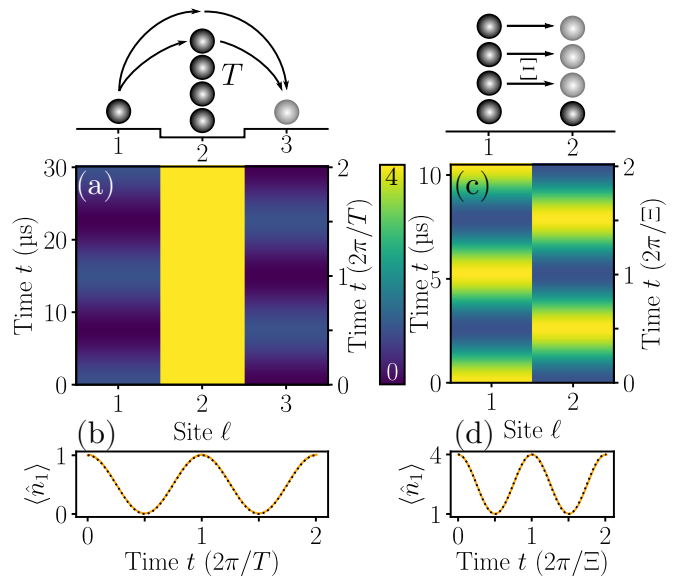 T
Ξ
1 2 3
1 2
(a)
30
20
10
0
Time t (μs)
2
1
0
Time t (2π/T)
1 2 3
Site ℓ
4
0
(c)
10
5
0
Time t (μs)
2
1
0
Time t (2π/Ξ)
1 2
Site ℓ
(b)
⟨n̂₁⟩
1
0
0 1 2
Time t (2π/T)
(d)
⟨n̂₁⟩
4
1
0 1 2
Time t (2π/Ξ)